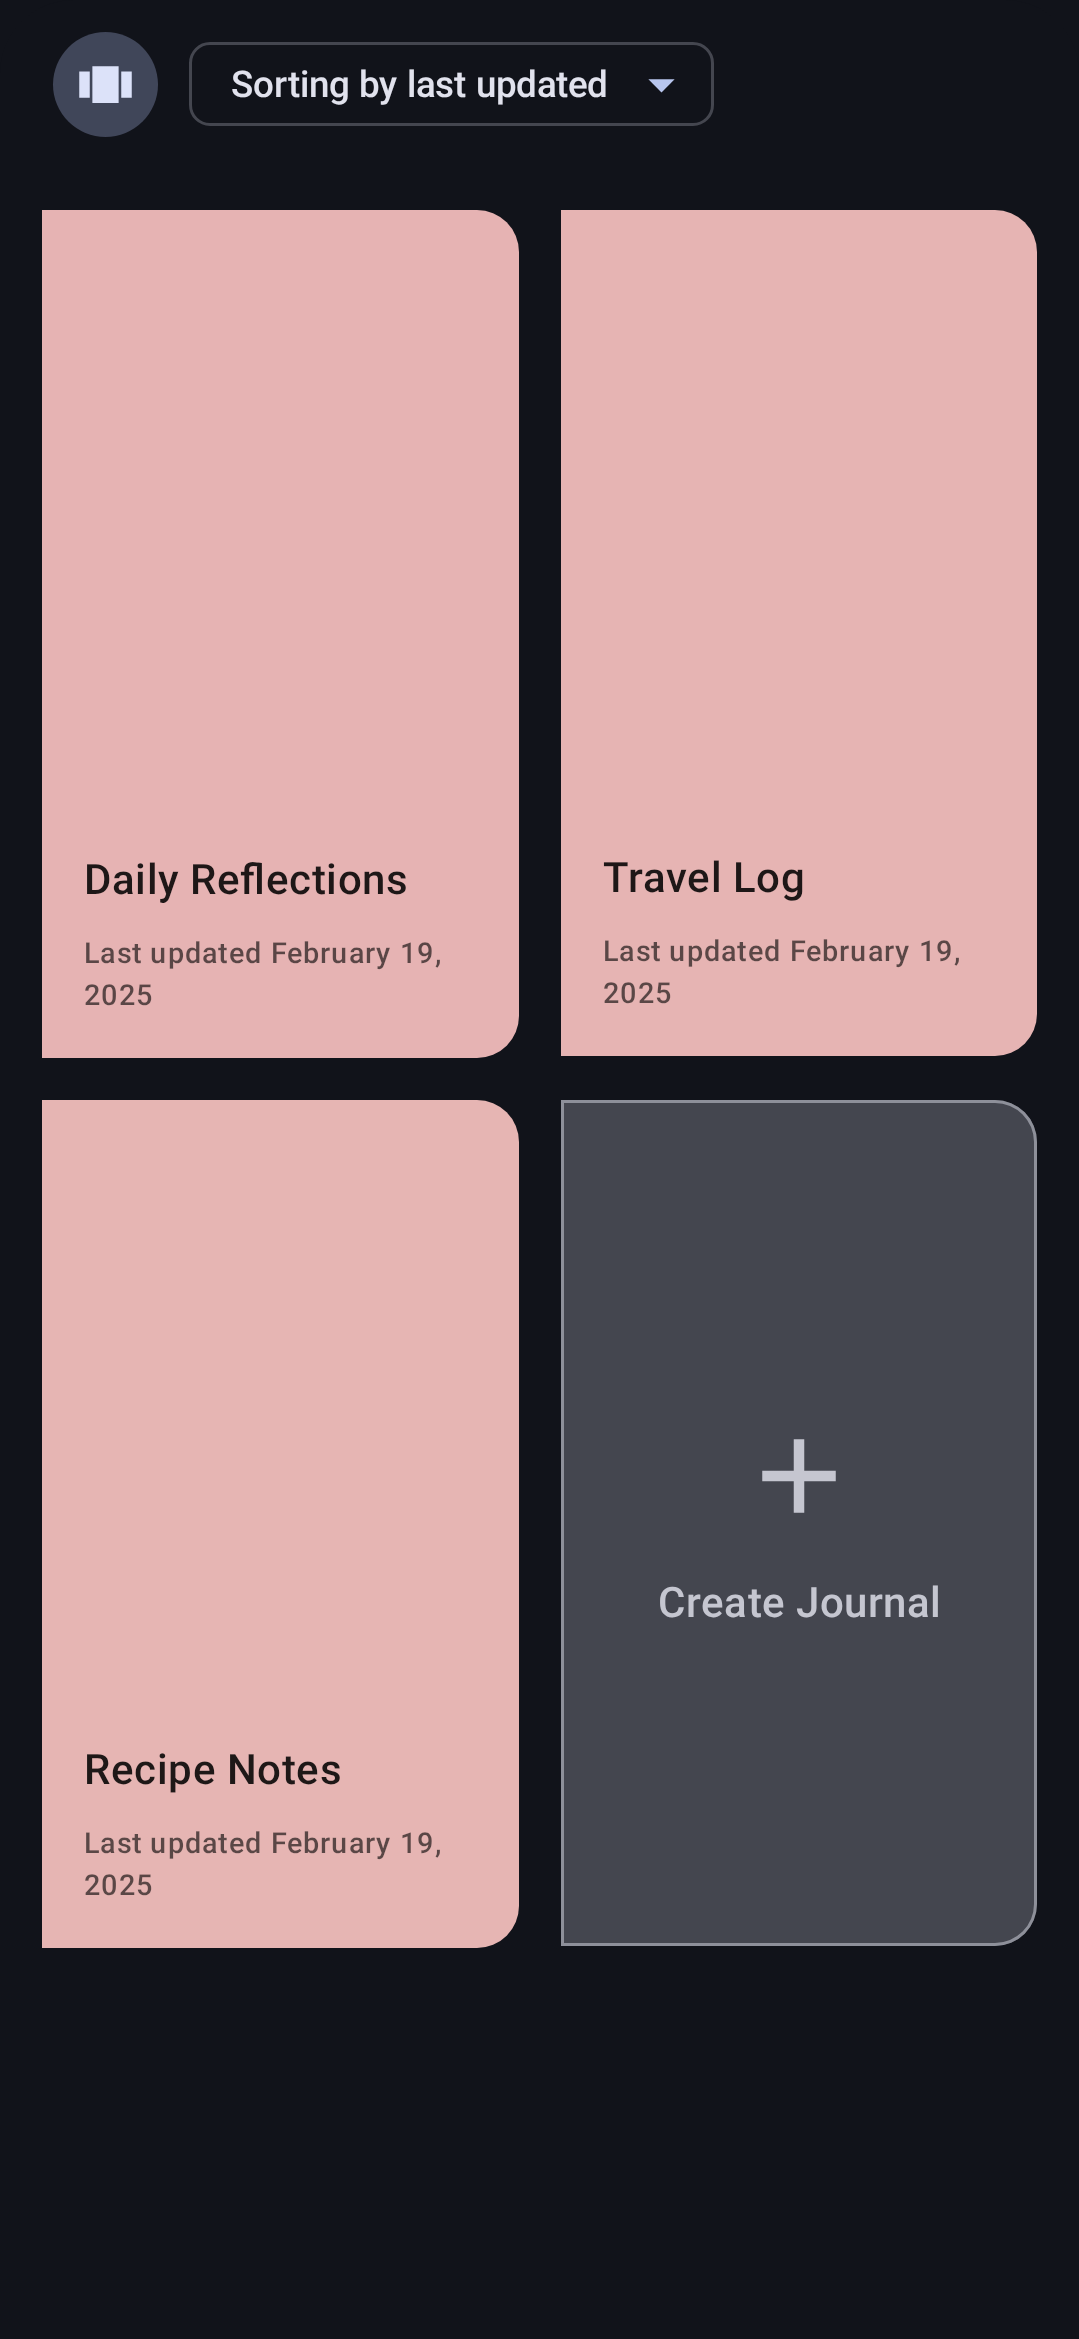 Sorting by last updated
Daily Reflections
Last updated February 19,
2025
Travel Log
Last updated February 19,
2025
Recipe Notes
Last updated February 19,
2025
Create Journal